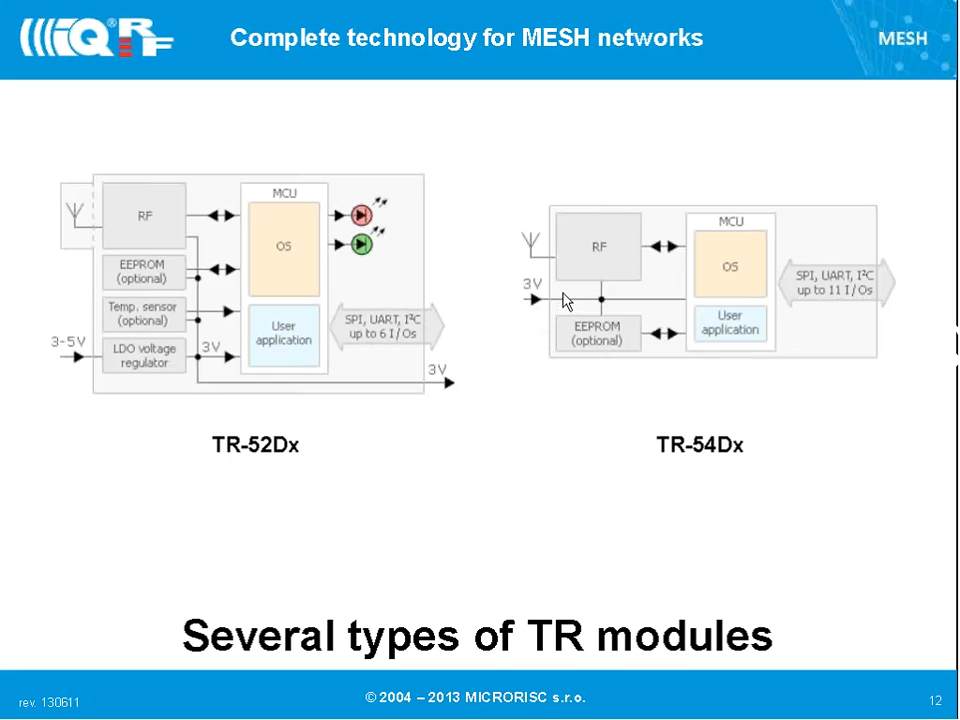 IQRF
Complete technology for MESH networks
MESH
RF
EEPROM
(optional)
Temp. sensor
(optional)
LDO voltage
regulator
3-5V
3V
MCU
OS
User
application
SPI, UART, I²C
up to 6 I/Os
3V
TR-52Dx
RF
3V
EEPROM
(optional)
MCU
OS
User
application
SPI, UART, I²C
up to 11 I/Os
TR-54Dx
Several types of TR modules
rev. 130611
© 2004 – 2013 MICRORISC s.r.o.
12